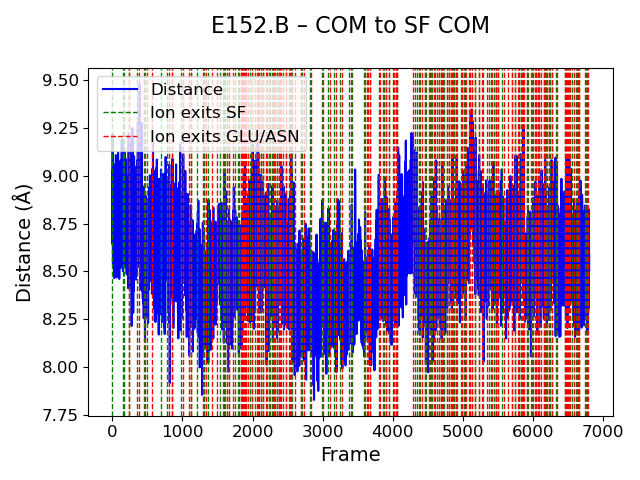 E152.B – COM to SF COM
Distance
Ion exits SF
Ion exits GLU/ASN
9.50
9.25
9.00
8.75
8.50
8.25
8.00
7.75
Distance (Å)
0 1000 2000 3000 4000 5000 6000 7000
Frame